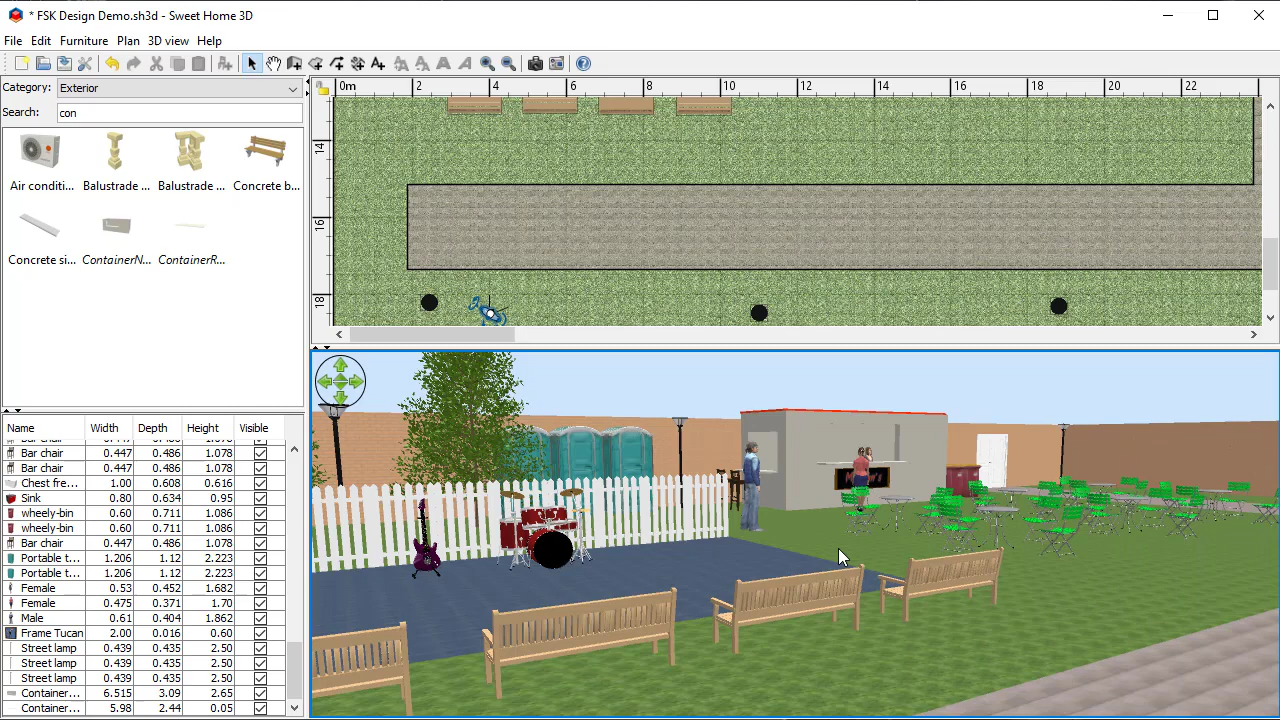 * FSK Design Demo.sh3d - Sweet Home 3D
File Edit Furniture Plan 3D view Help
Category: Exterior
Search: con
Air conditi... Balustrade ... Balustrade ... Concrete b...
Concrete si... ContainerN... ContainerR...
0m 2 4 6 8 10 12 14 16 18 20 22
14
16
18
Name Width Depth Height Visible
Bar chair 0.447 0.486 1.078
Bar chair 0.447 0.486 1.078
Bar chair 0.447 0.486 1.078
Chest fre... 1.00 0.608 0.616
Sink 0.80 0.634 0.95
wheely-bin 0.60 0.711 1.086
wheely-bin 0.60 0.711 1.086
Bar chair 0.447 0.486 1.078
Portable t... 1.206 1.12 2.223
Portable t... 1.206 1.12 2.223
Female 0.53 0.452 1.682
Female 0.475 0.371 1.70
Male 0.61 0.404 1.862
Frame Tucan 2.00 0.016 0.60
Street lamp 0.439 0.435 2.50
Street lamp 0.439 0.435 2.50
Street lamp 0.439 0.435 2.50
Container... 6.515 3.09 2.65
Container... 5.98 2.44 0.05